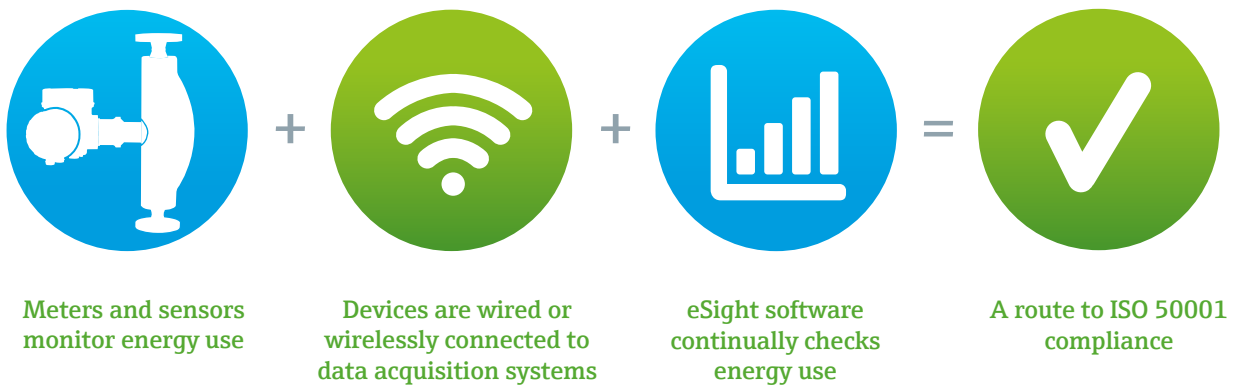 +
+
=
Meters and sensors
monitor energy use
Devices are wired or
wirelessly connected to
data acquisition systems
eSight software
continually checks
energy use
A route to ISO 50001
compliance